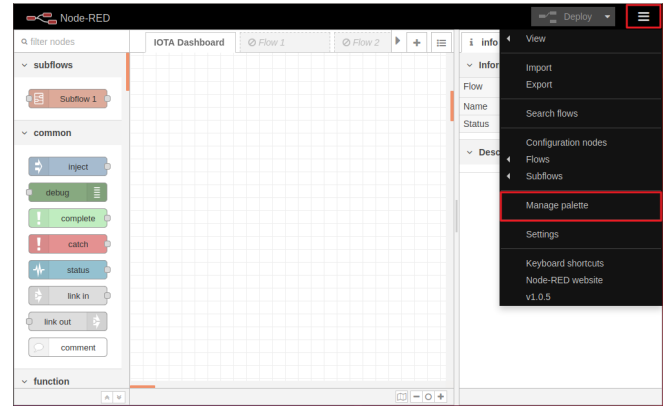 Node-RED
Deploy
filter nodes
IOTA Dashboard
Flow 1
Flow 2
i info
View
subflows
Infor
Import
Flow
Export
Subflow 1
Name
Search flows
Status
common
Configuration nodes
Desc
Flows
inject
Subflows
debug
Manage palette
complete
catch
Settings
status
Keyboard shortcuts
link in
Node-RED website
v1.0.5
link out
comment
function